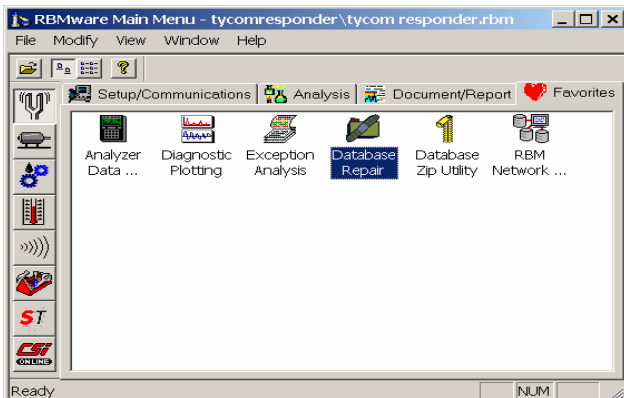 RBMware Main Menu - tycomresponder\tycom responder.rbm
File Modify View Window Help
Setup/Communications Analysis Document/Report Favorites
Analyzer Data ...
Diagnostic Plotting
Exception Analysis
Database Repair
Database Zip Utility
RBM Network ...
ST
CSi
ONLINE
Ready NUM